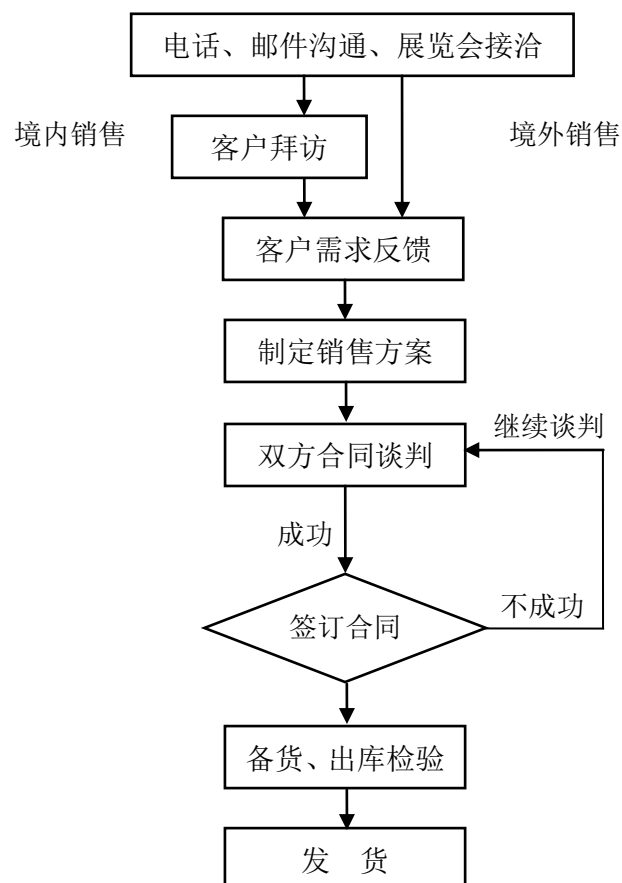 电话、邮件沟通、展览会接洽
境内销售
客户拜访
境外销售
客户需求反馈
制定销售方案
继续谈判
双方合同谈判
成功
不成功
签订合同
备货、出库检验
发 货